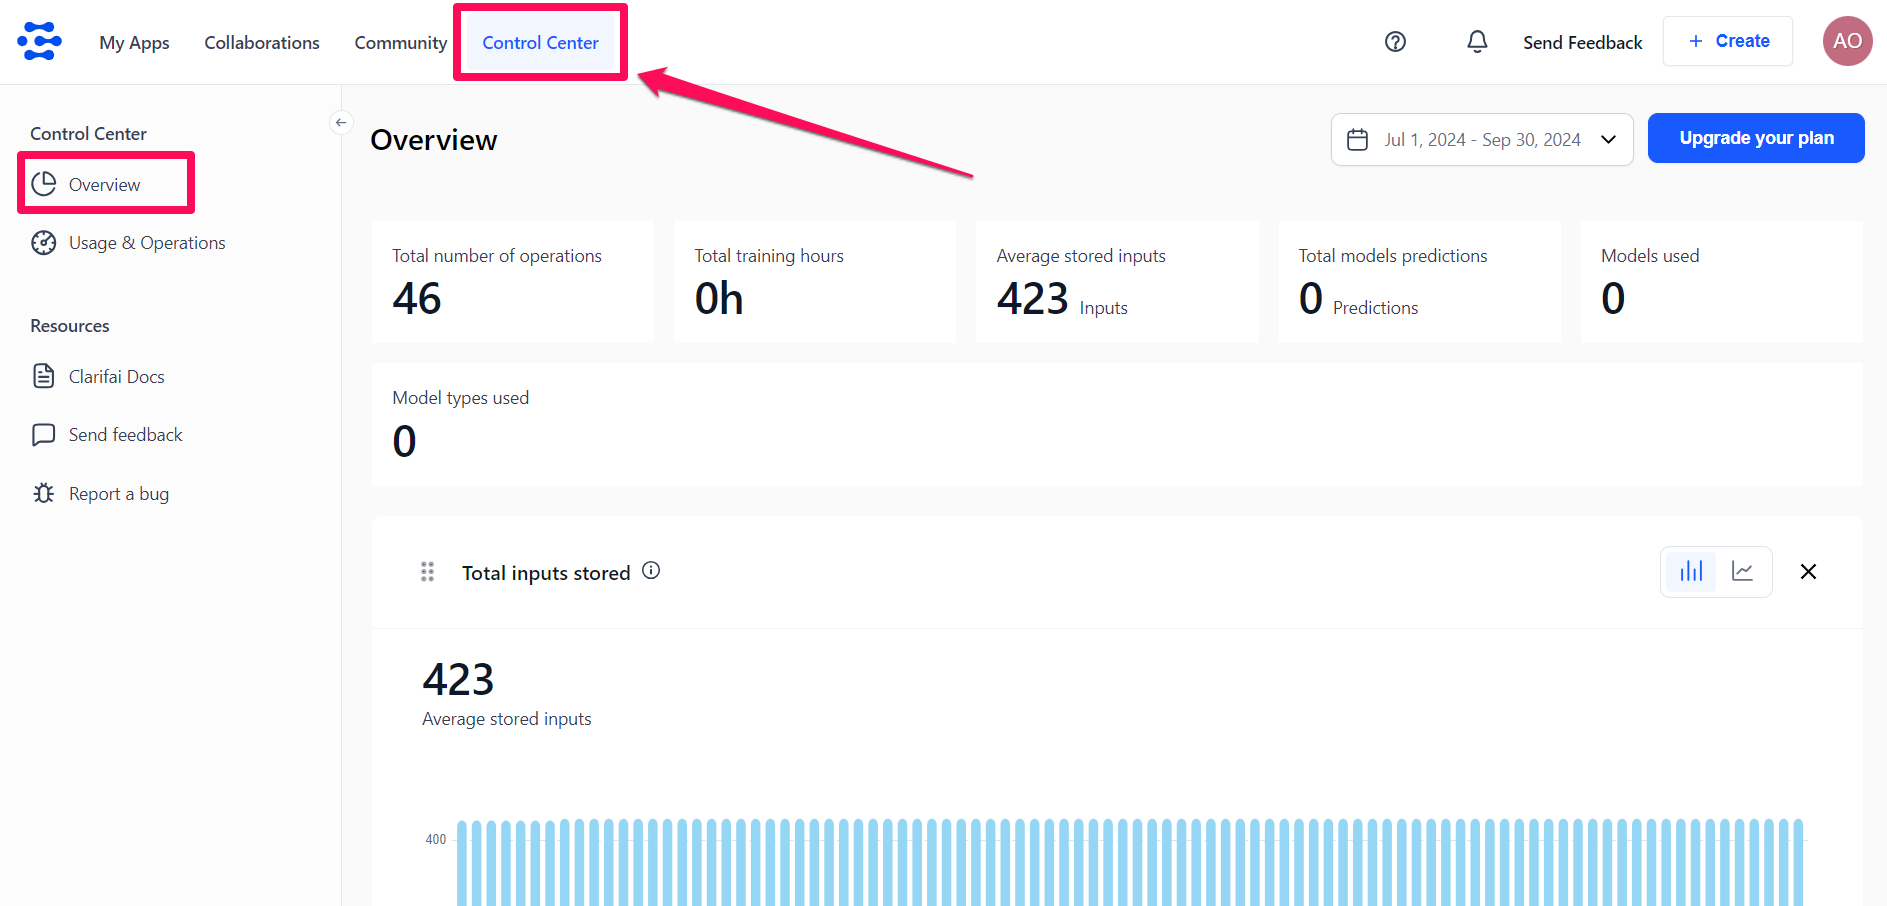 My Apps
Collaborations
Community
Control Center
Send Feedback
+ Create
AO
Control Center
Overview
Usage & Operations
Resources
Clarifai Docs
Send feedback
Report a bug
Overview
Jul 1, 2024 - Sep 30, 2024
Upgrade your plan
Total number of operations
46
Total training hours
0h
Average stored inputs
423 Inputs
Total models predictions
0 Predictions
Models used
0
Model types used
0
Total inputs stored
423
Average stored inputs
400